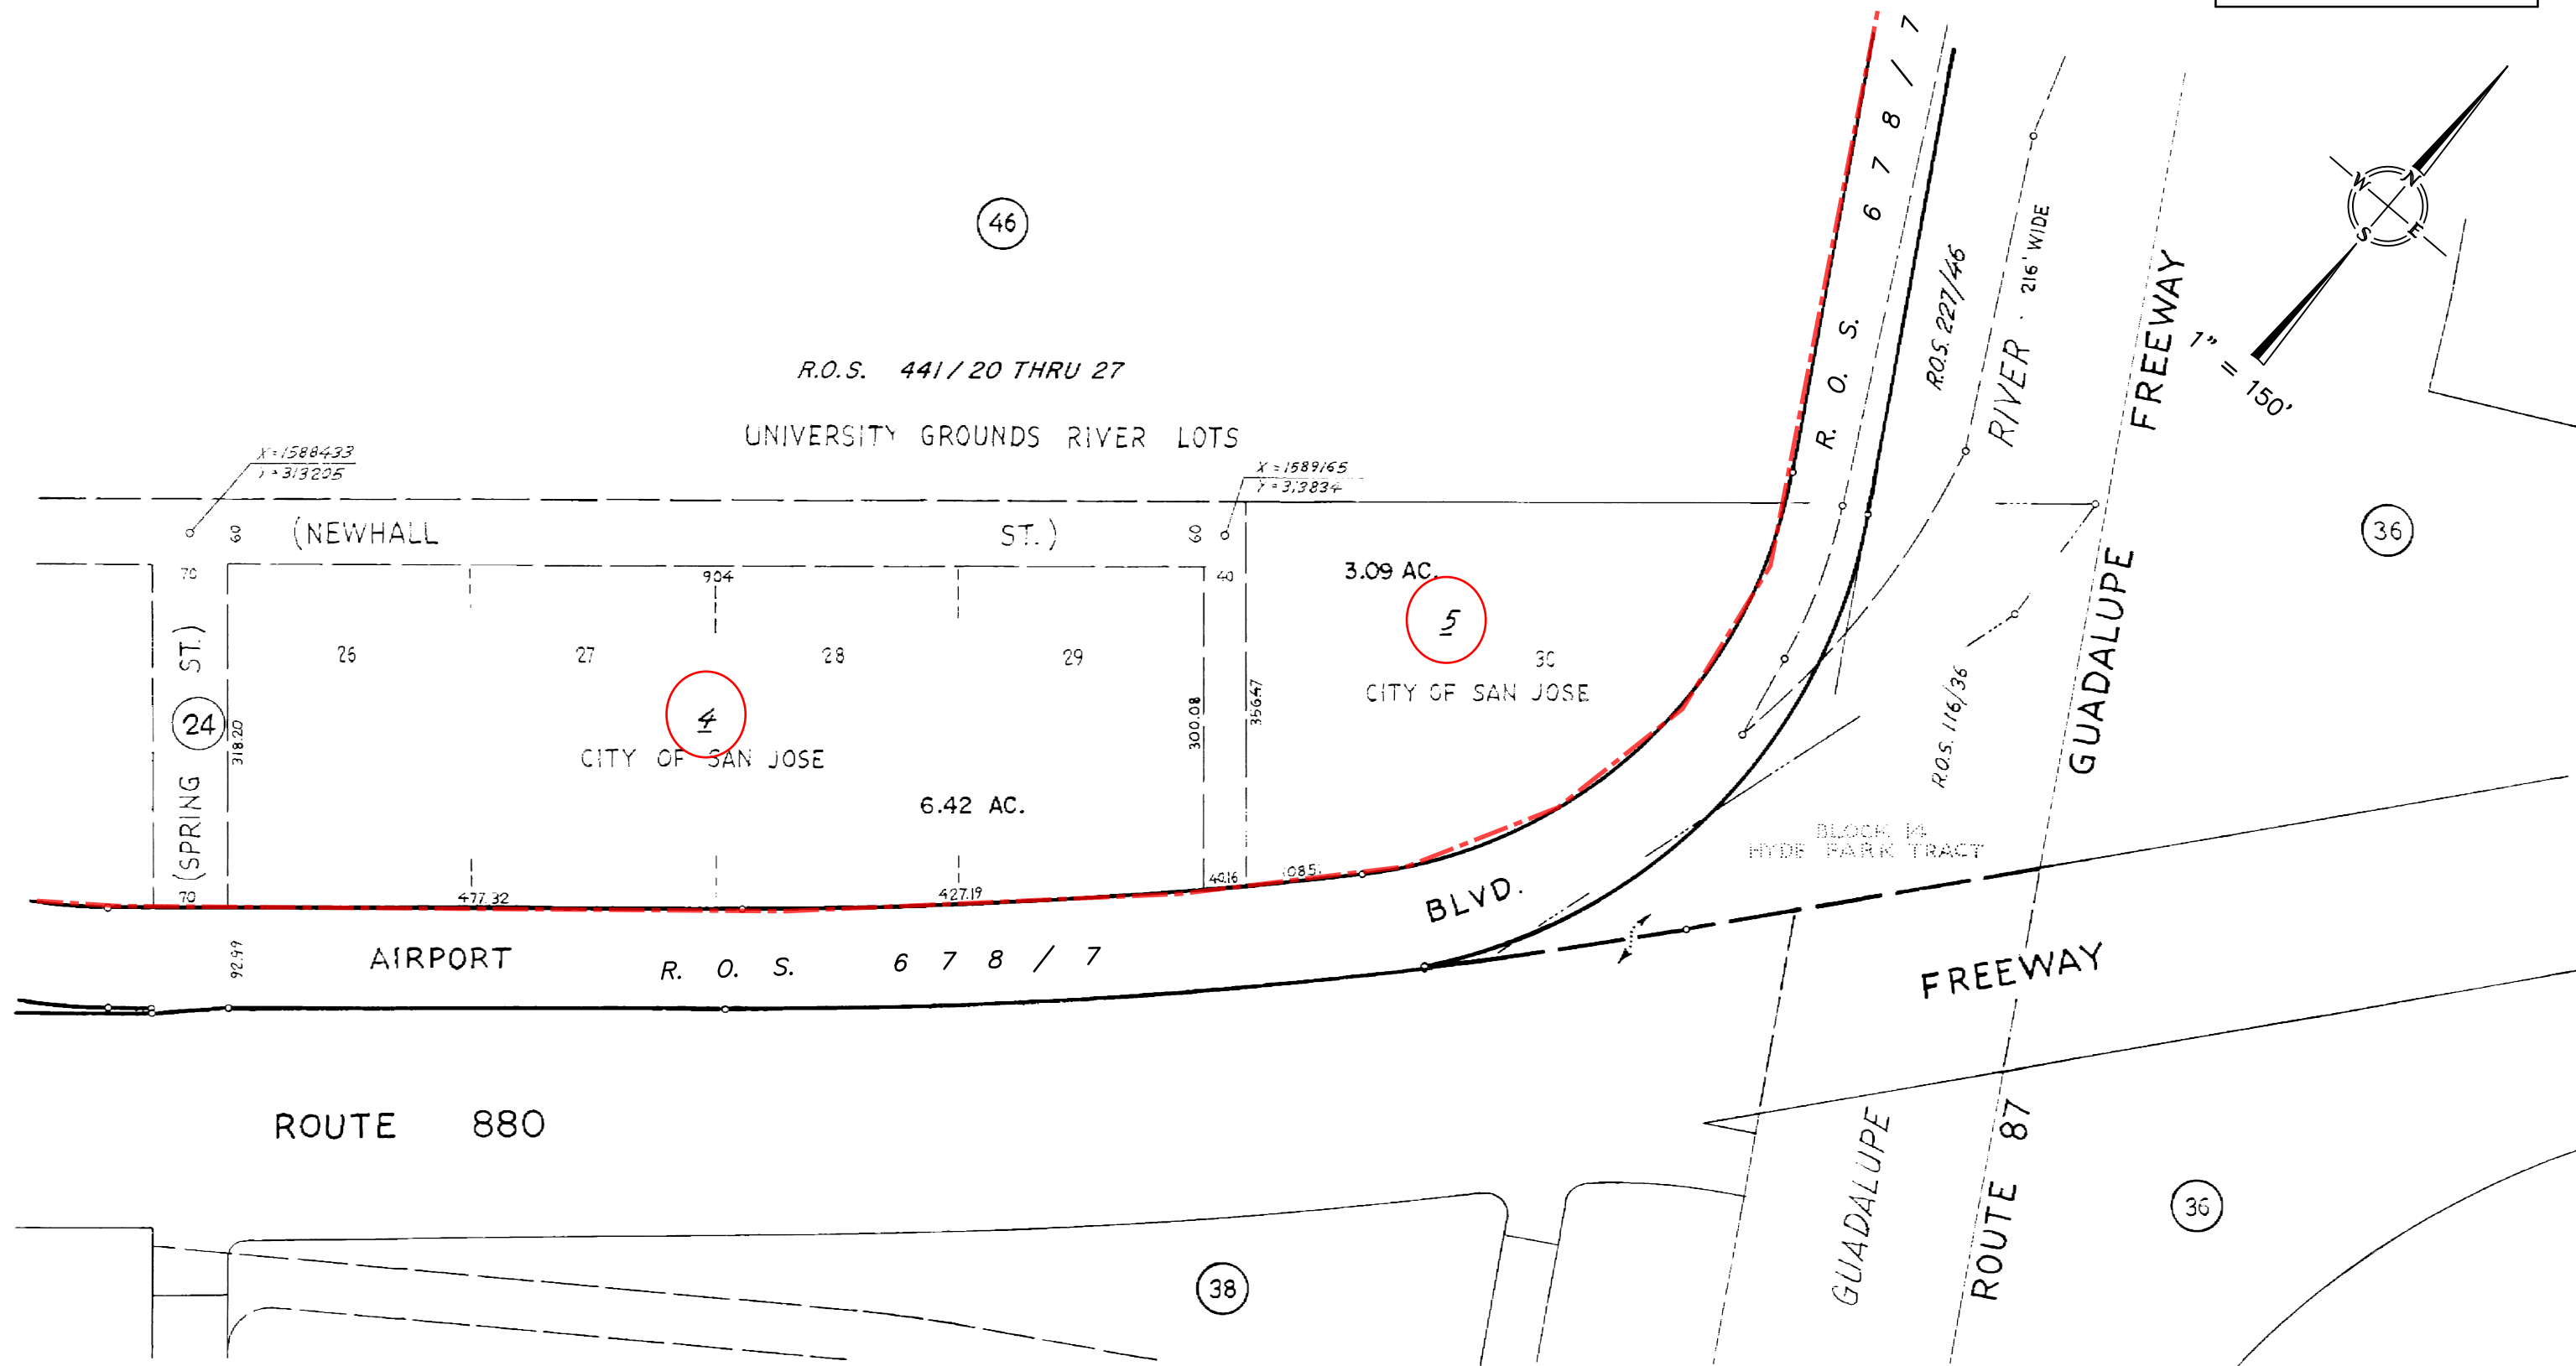 46
R.O.S. 441/20 THRU 27
UNIVERSITY GROUNDS RIVER LOTS
X=1588433
Y=313205
X=1589165
Y=313834
(NEWHALL ST.)
60
60
70
904
40
3.09 AC.
5
26
27
28
29
30
CITY OF SAN JOSE
(SPRING ST.)
24
318.20
4
CITY OF SAN JOSE
300.08
356.47
6.42 AC.
70
477.32
427.19
40.16
92.99
AIRPORT BLVD.
R. O. S. 678/7
R. O. S. 678/7
R.O.S. 227/46
RIVER
216' WIDE
GUADALUPE FREEWAY
N
W
E
S
1" = 150'
36
R.O.S. 116/36
BLOCK 14
HYDE PARK TRACT
FREEWAY
ROUTE 880
GUADALUPE
ROUTE 87
36
38